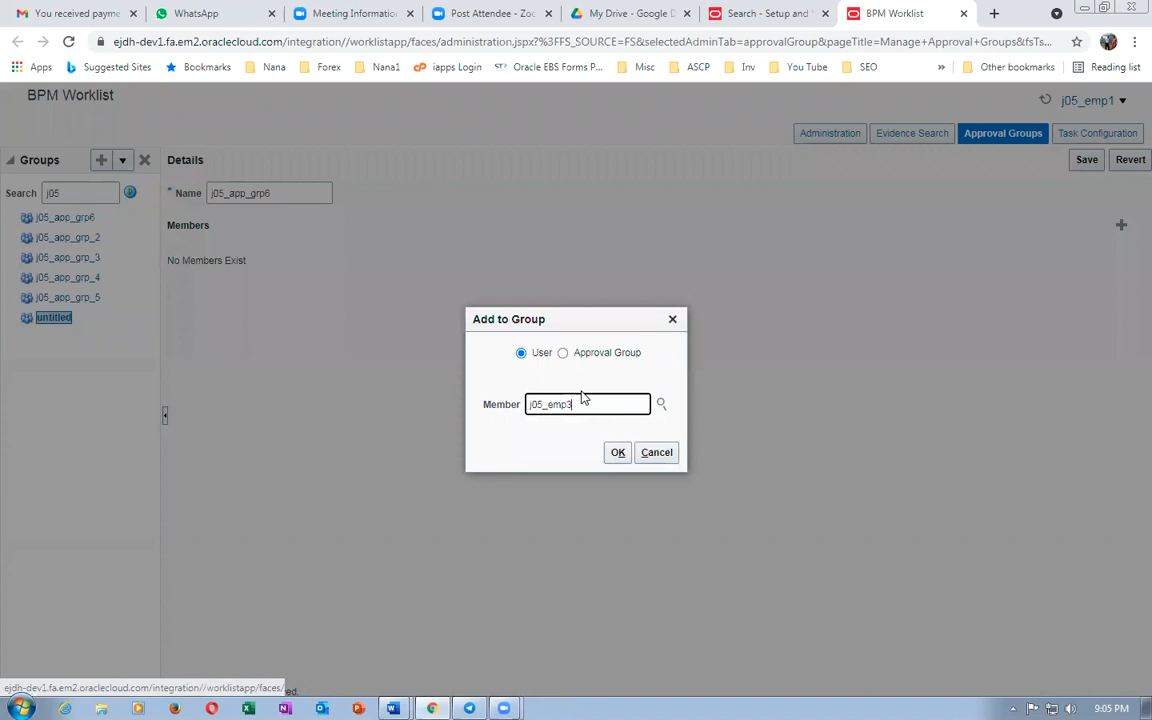 You received payme
WhatsApp
Meeting Informatio
Post Attendee - Zoo
My Drive - Google D
Search - Setup and
BPM Worklist
ejdh-dev1.fa.em2.oraclecloud.com/integration//worklistapp/faces/administration.jspx?%3FFS_SOURCE=FS&selectedAdminTab=approvalGroup&pageTitle=Manage+Approval+Groups&fsTs...
Apps
Suggested Sites
Bookmarks
Nana
Forex
Nana1
iapps Login
Oracle EBS Forms P...
Misc
ASCP
Inv
You Tube
SEO
»
Other bookmarks
Reading list
BPM Worklist
j05_emp1
Administration
Evidence Search
Approval Groups
Task Configuration
Groups
Details
Save
Revert
Search j05
* Name j05_app_grp6
j05_app_grp6
Members
j05_app_grp_2
j05_app_grp_3
No Members Exist
j05_app_grp_4
j05_app_grp_5
untitled
Add to Group
User
Approval Group
Member j05_emp3
OK
Cancel
ejdh-dev1.fa.em2.oraclecloud.com/integration//worklistapp/faces/
9:05 PM